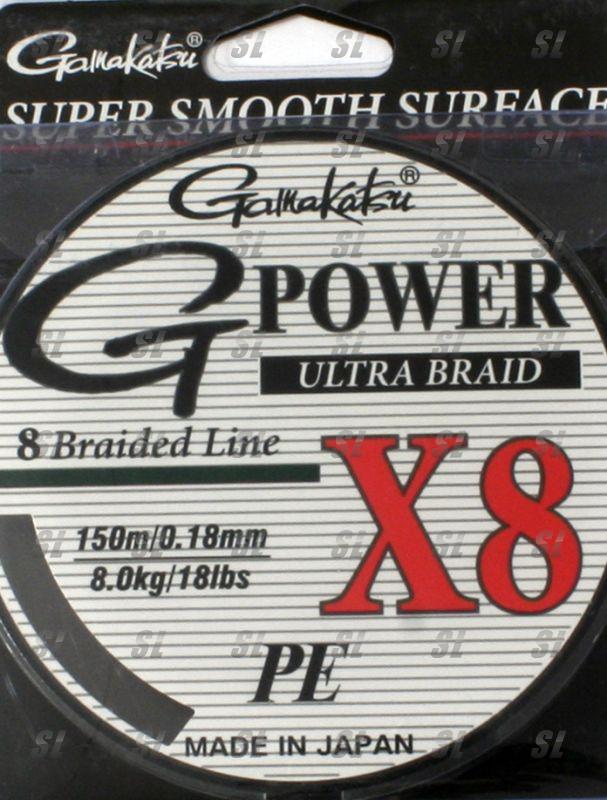 Gamakatsu®
SUPER SMOOTH SURFACE
Gamakatsu®
G POWER
ULTRA BRAID
8 Braided Line
X8
150m/0.18mm
8.0kg/18lbs
PE
MADE IN JAPAN
SL